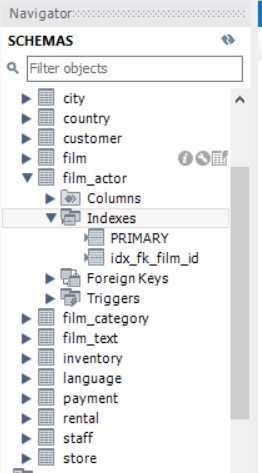 Navigator
SCHEMAS
Filter objects
city
country
customer
film
film_actor
Columns
Indexes
PRIMARY
idx_fk_film_id
Foreign Keys
Triggers
film_category
film_text
inventory
language
payment
rental
staff
store